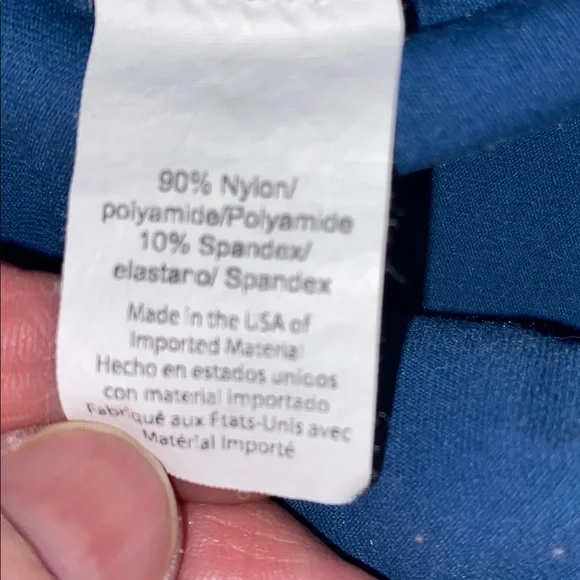 90% Nylon/
polyamide/Polyamide
10% Spandex/
elastano/ Spandex
Made in the USA of
Imported Material
Hecho en estados unicos
con material importado
Fabriqué aux États-Unis avec
Matérial Importé